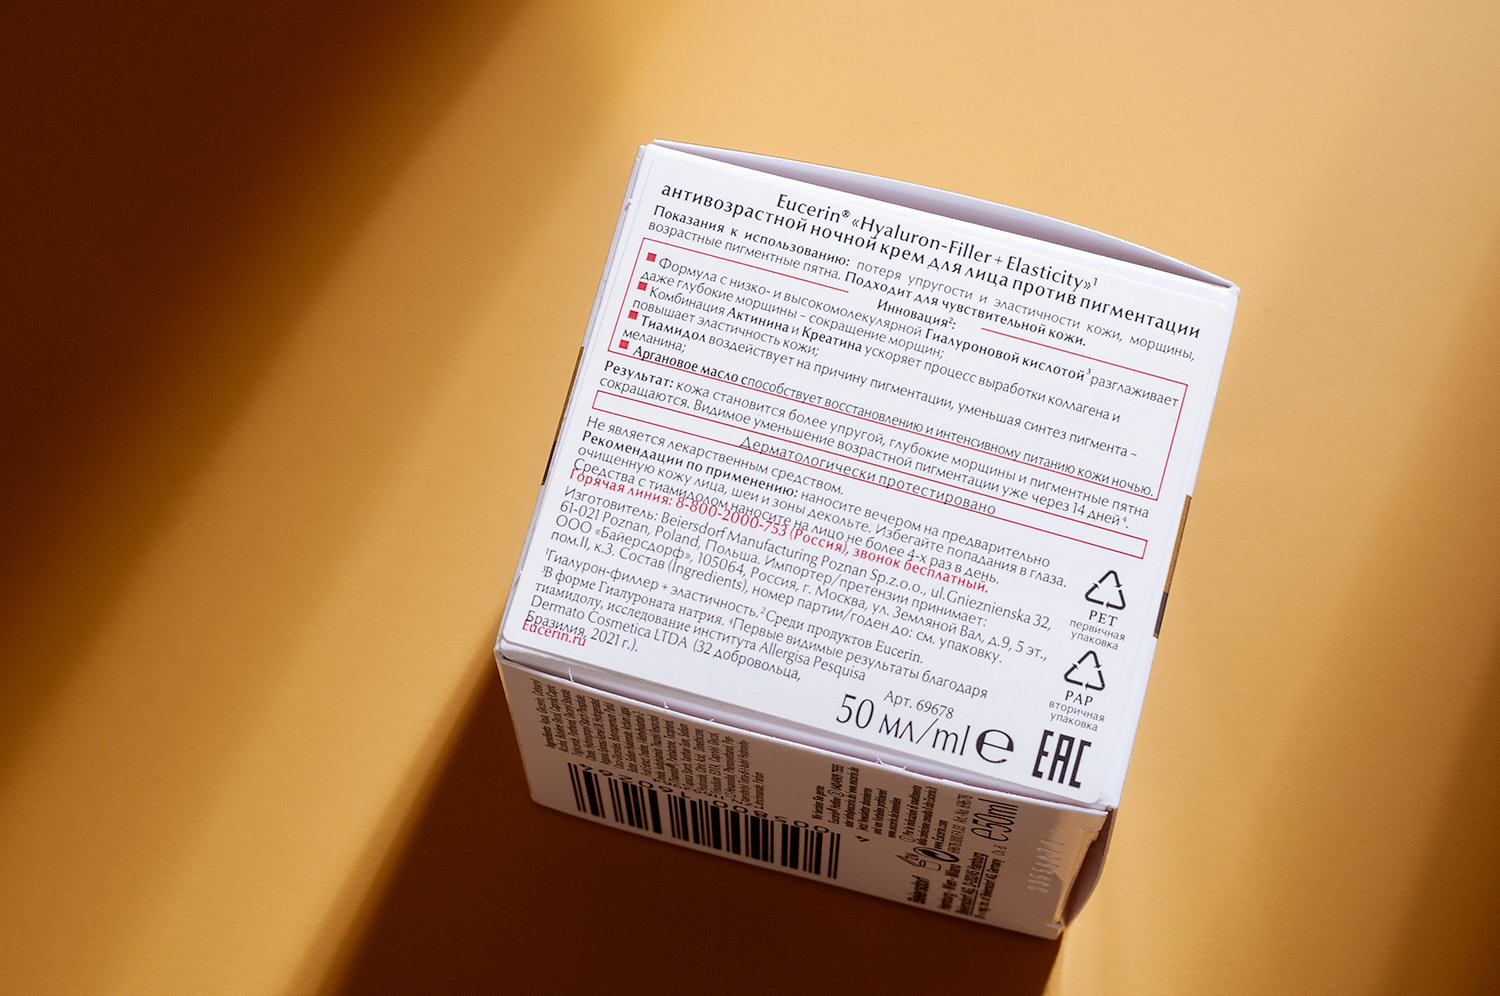 Eucerin® «Hyaluron-Filler + Elasticity»¹
антивозрастной ночной крем для лица против пигментации
Показания к использованию: потеря упругости и эластичности кожи, морщины,
возрастные пигментные пятна. Подходит для чувствительной кожи.
Инновация²:
■ Формула с низко- и высокомолекулярной Гиалуроновой кислотой³ разглаживает
даже глубокие морщины – сокращение морщин;
■ Комбинация Актинина и Креатина ускоряет процесс выработки коллагена и
повышает эластичность кожи;
■ Тиамидол воздействует на причину пигментации, уменьшая синтез пигмента –
меланина;
■ Аргановое масло способствует восстановлению и интенсивному питанию кожи ночью.
Результат: кожа становится более упругой, глубокие морщины и пигментные пятна
сокращаются. Видимое уменьшение возрастной пигментации уже через 14 дней⁴.
Дерматологически протестировано
Не является лекарственным средством.
Рекомендации по применению: наносите вечером на предварительно
очищенную кожу лица, шеи и зоны декольте. Избегайте попадания в глаза.
Средства с тиамидолом наносите на лицо не более 4-х раз в день.
Горячая линия: 8-800-2000-753 (Россия), звонок бесплатный.
Изготовитель: Beiersdorf Manufacturing Poznan Sp.z.o.o., ul.Gnieznienska 32,
61-021 Poznan, Poland, Польша. Импортер/претензии принимает:
ООО «Байерсдорф», 105064, Россия, г. Москва, ул. Земляной Вал, д.9, 5 эт.,
пом.II, к.3. Состав (Ingredients), номер партии/годен до: см. упаковку.
¹Гиалурон-филлер + эластичность. ²Среди продуктов Eucerin.
³В форме Гиалуроната натрия. ⁴Первые видимые результаты благодаря
тиамидолу, исследование института Allergisa Pesquisa
Dermato Cosmetica LTDA (32 добровольца,
Бразилия, 2021 г.).
Eucerin.ru
PET
первичная
упаковка
PAP
вторичная
упаковка
Арт. 69678
50 мл/ml e
EAC
Beiersdorf
e50ml